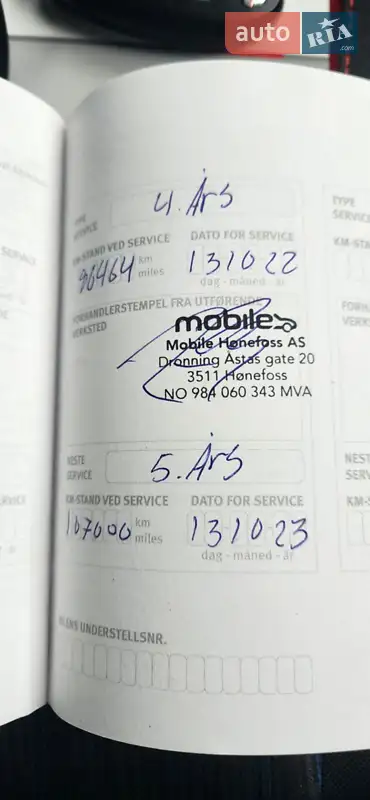 auto RIA .com
TYPE SERVICE 4. ÅRS
KM-STAND VED SERVICE DATO FOR SERVICE
km
miles 131022
dag - måned - år
FORHANDLERSTEMPEL FRA UTFØRENDE
VERKSTED
mobile
Mobile Hønefoss AS
Dronning Åstas gate 20
3511 Hønefoss
NO 984 060 343 MVA
NESTE
SERVICE 5. ÅRS
KM-STAND VED SERVICE DATO FOR SERVICE
107000 km
miles 131023
dag - måned - år
UNDERSTELLSNR.
TYPE